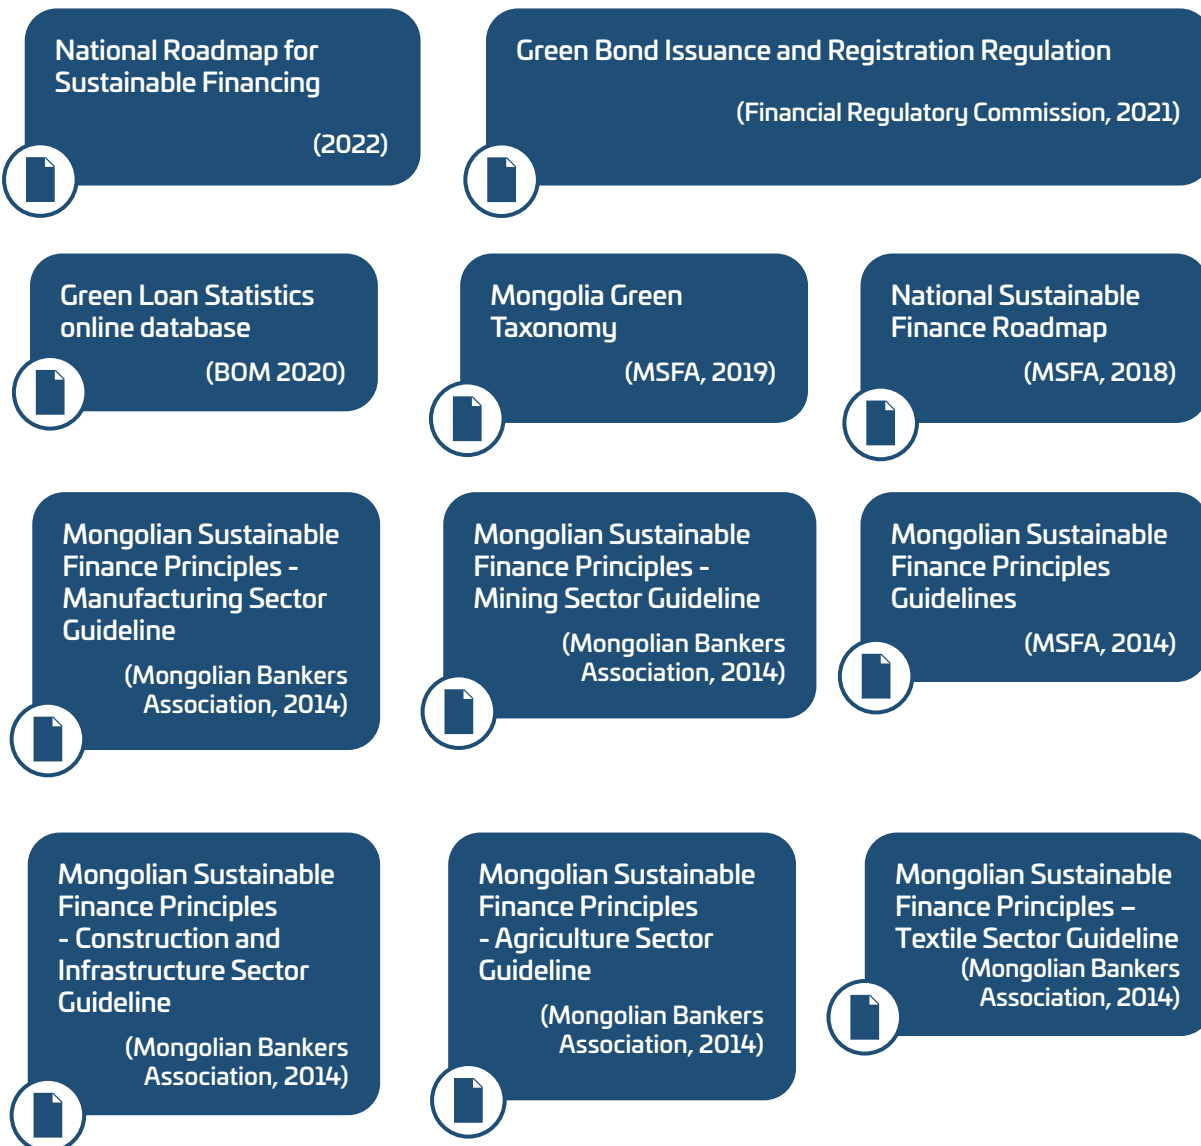 National Roadmap for
Sustainable Financing
(2022)
Green Bond Issuance and Registration Regulation
(Financial Regulatory Commission, 2021)
Green Loan Statistics
online database
(BOM 2020)
Mongolia Green
Taxonomy
(MSFA, 2019)
National Sustainable
Finance Roadmap
(MSFA, 2018)
Mongolian Sustainable
Finance Principles -
Manufacturing Sector
Guideline
(Mongolian Bankers
Association, 2014)
Mongolian Sustainable
Finance Principles -
Mining Sector Guideline
(Mongolian Bankers
Association, 2014)
Mongolian Sustainable
Finance Principles
Guidelines
(MSFA, 2014)
Mongolian Sustainable
Finance Principles
- Construction and
Infrastructure Sector
Guideline
(Mongolian Bankers
Association, 2014)
Mongolian Sustainable
Finance Principles
- Agriculture Sector
Guideline
(Mongolian Bankers
Association, 2014)
Mongolian Sustainable
Finance Principles –
Textile Sector Guideline
(Mongolian Bankers
Association, 2014)